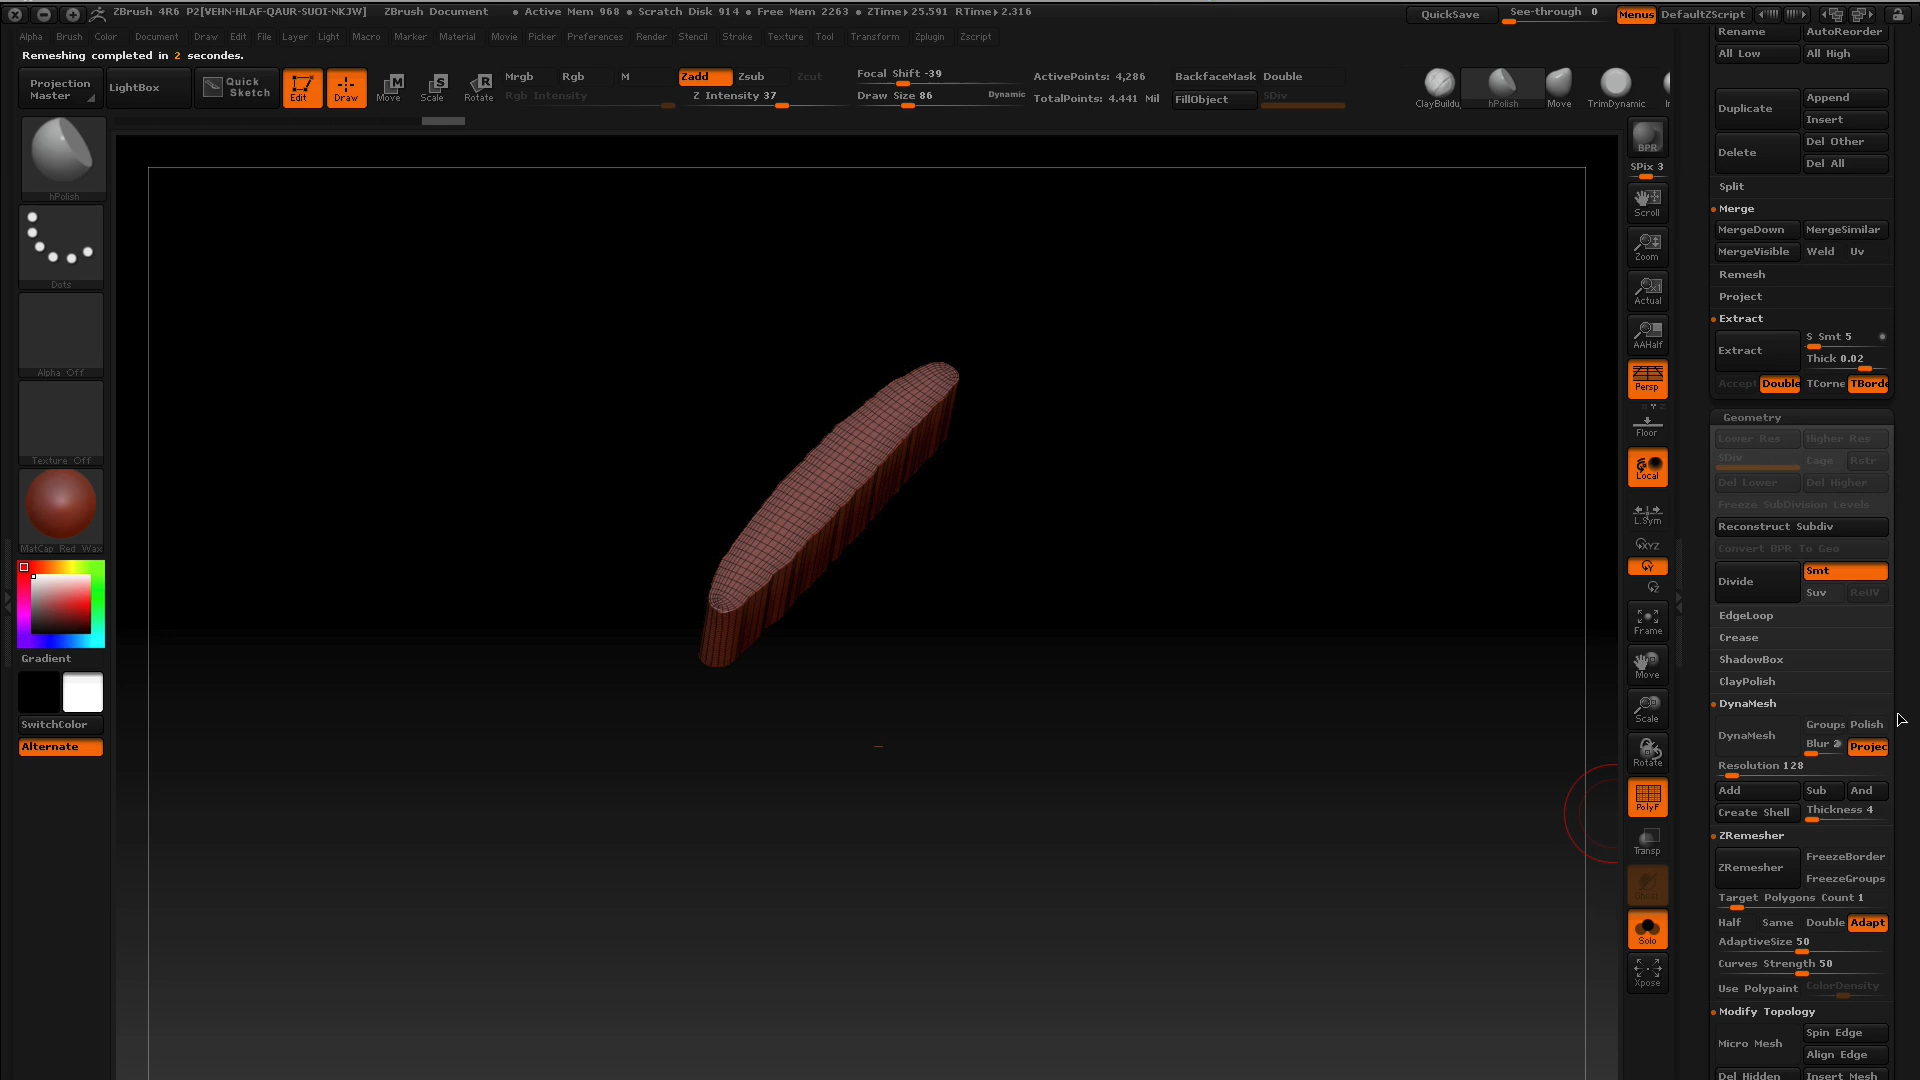 ZBrush 4R6 P2[VEHN-HLAF-QAUR-SUOI-NKJW] ZBrush Document • Active Mem 968 • Scratch Disk 914 • Free Mem 2263 • ZTime▸25.591 RTime▸2.316 QuickSave See-through 0 Menus DefaultZScript
Alpha Brush Color Document Draw Edit File Layer Light Macro Marker Material Movie Picker Preferences Render Stencil Stroke Texture Tool Transform Zplugin Zscript
Remeshing completed in 2 secondes.
Projection Master
LightBox
Quick Sketch
Edit
Draw
Move
Scale
Rotate
Mrgb Rgb M Zadd Zsub Zcut
Rgb Intensity Z Intensity 37
Focal Shift -39
Draw Size 86 Dynamic
ActivePoints: 4,286
TotalPoints: 4.441 Mil
BackfaceMask Double
FillObject SDiv
hPolish Move TrimDynamic
hPolish
Dots
Alpha Off
Texture Off
MatCap Red Wax
Gradient
SwitchColor
Alternate
BPR
SPix 3
Scroll
Zoom
Actual
AAHalf
Persp
Floor
Local
L.Sym
XYZ
Y
Z
Frame
Move
Scale
Rotate
PolyF
Transp
Solo
Xpose
Rename AutoReorder
All Low All High
Duplicate Append
Insert
Delete Del Other
Del All
Split
Merge
MergeDown MergeSimilar
MergeVisible Weld Uv
Remesh
Project
Extract
Extract S Smt 5
Thick 0.02
Accept Double TCorne TBorde
Geometry
Lower Res Higher Res
SDiv Cage Rstr
Del Lower Del Higher
Freeze SubDivision Levels
Reconstruct Subdiv
Convert BPR To Geo
Divide Smt
Suv ReUV
EdgeLoop
Crease
ShadowBox
ClayPolish
DynaMesh
DynaMesh Groups Polish
Blur 2 Projec
Resolution 128
Add Sub And
Create Shell Thickness 4
ZRemesher
ZRemesher FreezeBorder
FreezeGroups
Target Polygons Count 1
Half Same Double Adapt
AdaptiveSize 50
Curves Strength 50
Use Polypaint ColorDensity
Modify Topology
Micro Mesh Spin Edge
Align Edge
Del Hidden Insert Mesh